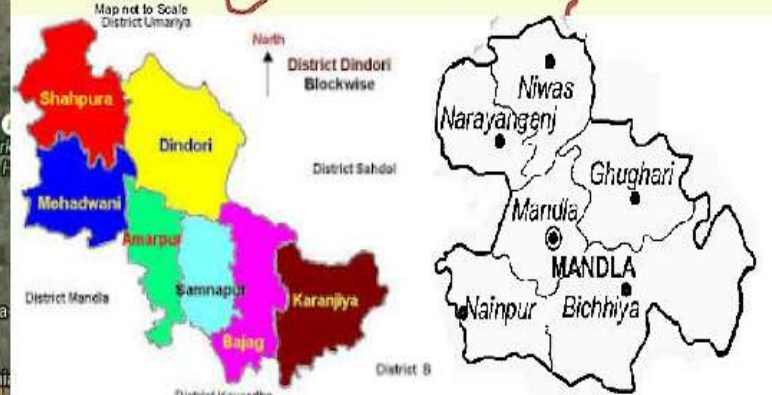 Map not to Scale
District Umariya
North
District Dindori
Blockwise
Shahpura
Dindori
District Sahdol
Mehadwani
Amarpur
Samnapur
District Mandla
Karanjiya
Bajag
District B
Niwas
Narayanganj
Ghughari
Mandla
MANDLA
Nainpur
Bichhiya